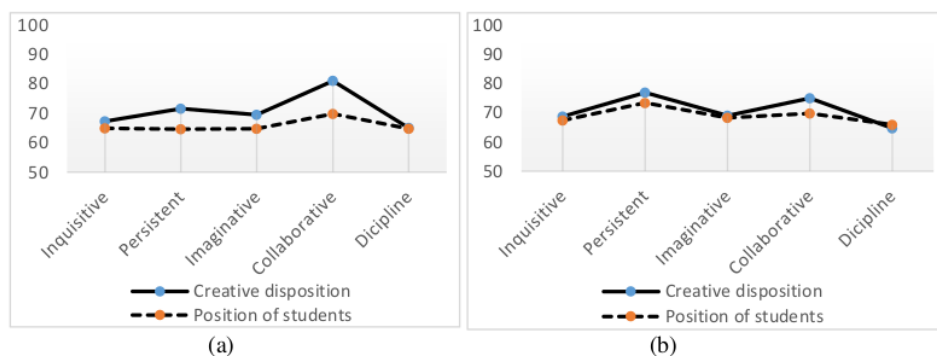 100
90
80
70
60
50
Inquisitive
Persistent
Imaginative
Collaborative
Dicipline
Creative disposition
Position of students
(a)
100
90
80
70
60
50
Inquisitive
Persistent
Imaginative
Collaborative
Dicipline
Creative disposition
Position of students
(b)